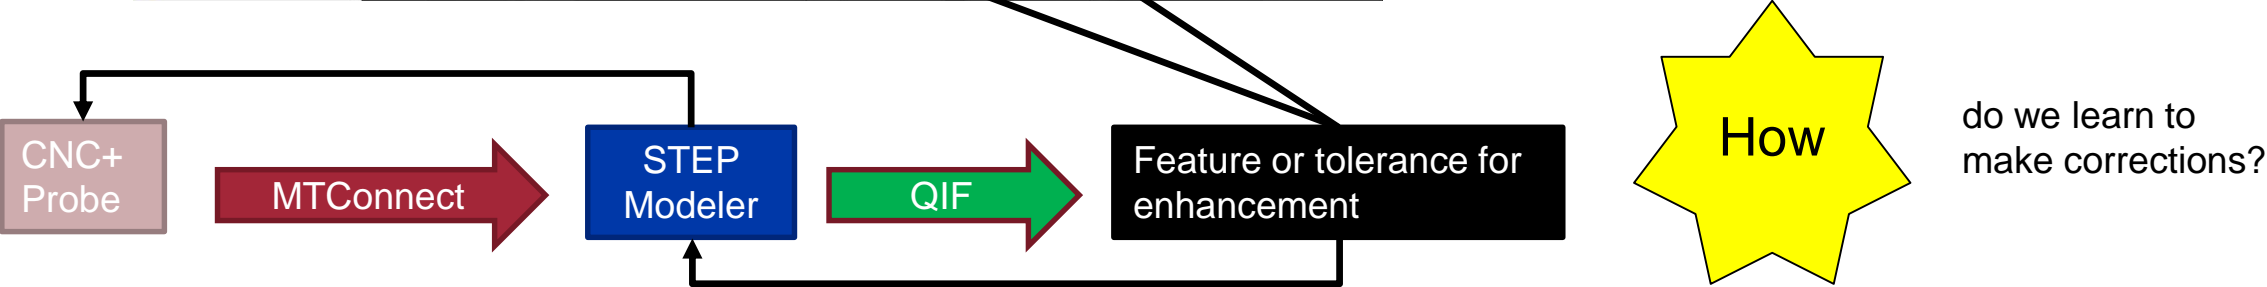 CNC+
Probe
MTConnect
STEP
Modeler
QIF
Feature or tolerance for
enhancement
How
do we learn to
make corrections?